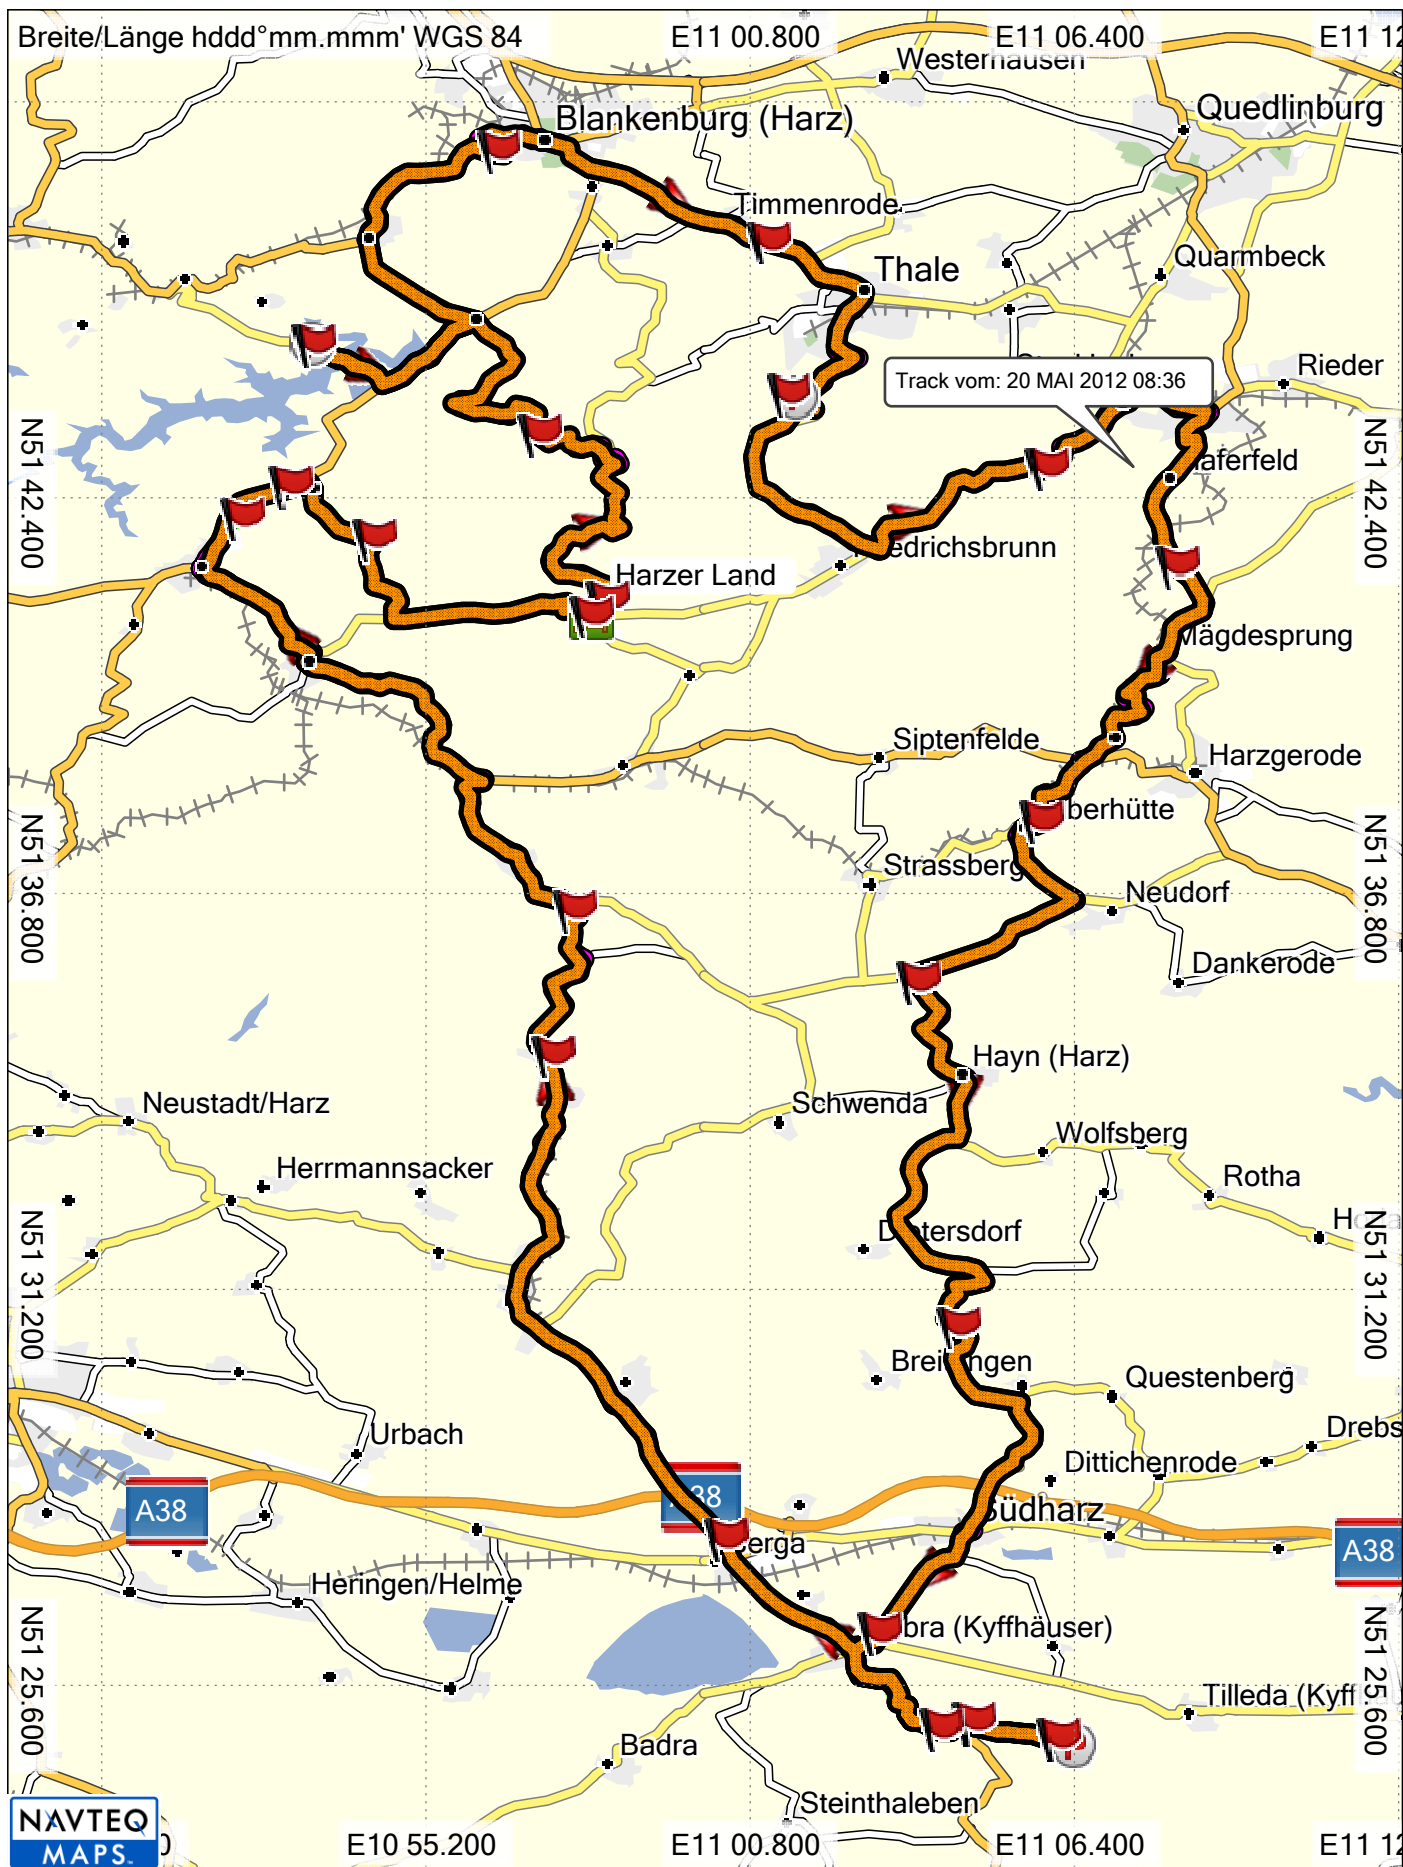 Breite/Länge hddd°mm.mmm' WGS 84
E11 00.800
E11 06.400
E11 12
Westerhausen
Quedlinburg
Blankenburg (Harz)
Timmenrode
Quarmbeck
Thale
Rieder
Track vom: 20 MAI 2012 08:36
N51 42.400
N51 42.400
aferfeld
edrichsbrunn
Harzer Land
Mägdesprung
Siptenfelde
Harzgerode
berhütte
N51 36.800
N51 36.800
Strassberg
Neudorf
Dankerode
Hayn (Harz)
Neustadt/Harz
Schwenda
Wolfsberg
Herrmannsacker
Rotha
N51 31.200
N51 31.200
Dietersdorf
Breitungen
Questenberg
Drebs
Urbach
Dittichenrode
A38
A38
Südharz
A38
erga
Heringen/Helme
bra (Kyffhäuser)
N51 25.600
N51 25.600
Tilleda (Kyff
Badra
Steinthaleben
NAVTEQ
MAPS
0
E10 55.200
E11 00.800
E11 06.400
E11 12